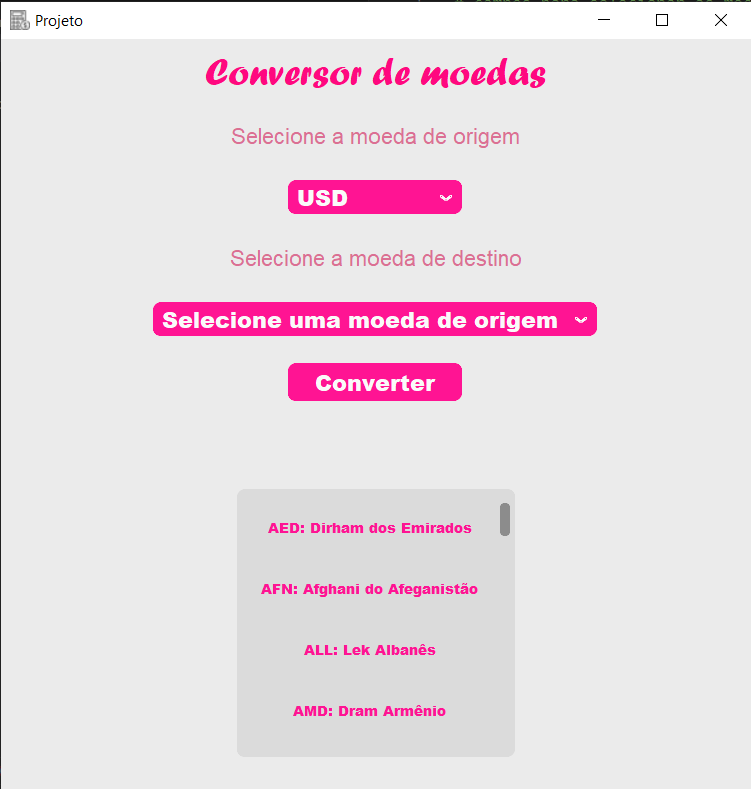 Projeto
Conversor de moedas
Selecione a moeda de origem
USD
Selecione a moeda de destino
Selecione uma moeda de origem
Converter
AED: Dirham dos Emirados
AFN: Afghani do Afeganistão
ALL: Lek Albanês
AMD: Dram Armênio